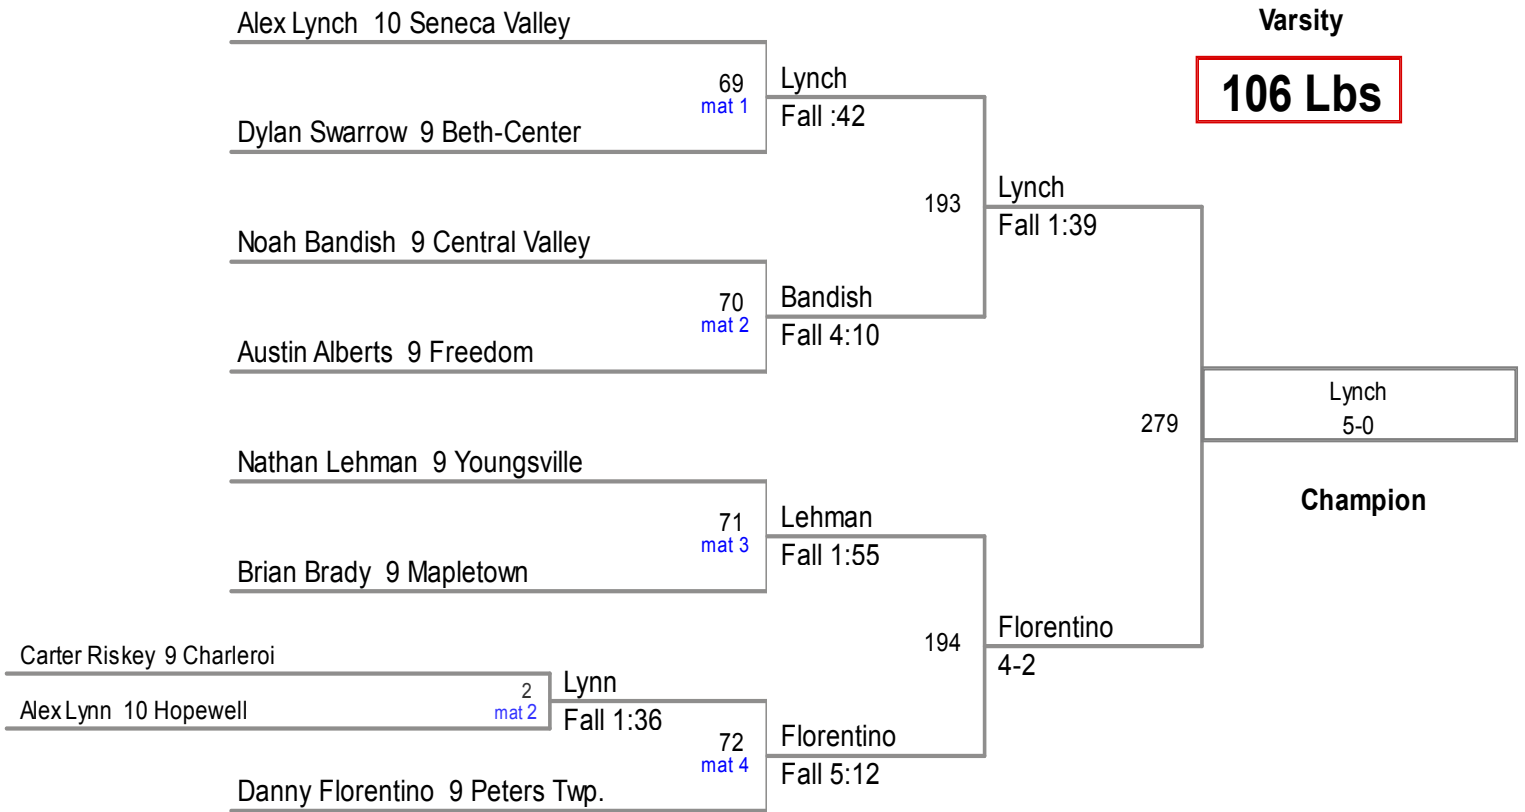 Alex Lynch 10 Seneca Valley
Varsity
106 Lbs
69
mat 1
Lynch
Fall :42
Dylan Swarrow 9 Beth-Center
193
Lynch
Fall 1:39
Noah Bandish 9 Central Valley
70
mat 2
Bandish
Fall 4:10
Austin Alberts 9 Freedom
279
Lynch
5-0
Champion
Nathan Lehman 9 Youngsville
71
mat 3
Lehman
Fall 1:55
Brian Brady 9 Mapletown
194
Florentino
4-2
Carter Riskey 9 Charleroi
2
mat 2
Lynn
Fall 1:36
Alex Lynn 10 Hopewell
72
mat 4
Florentino
Fall 5:12
Danny Florentino 9 Peters Twp.